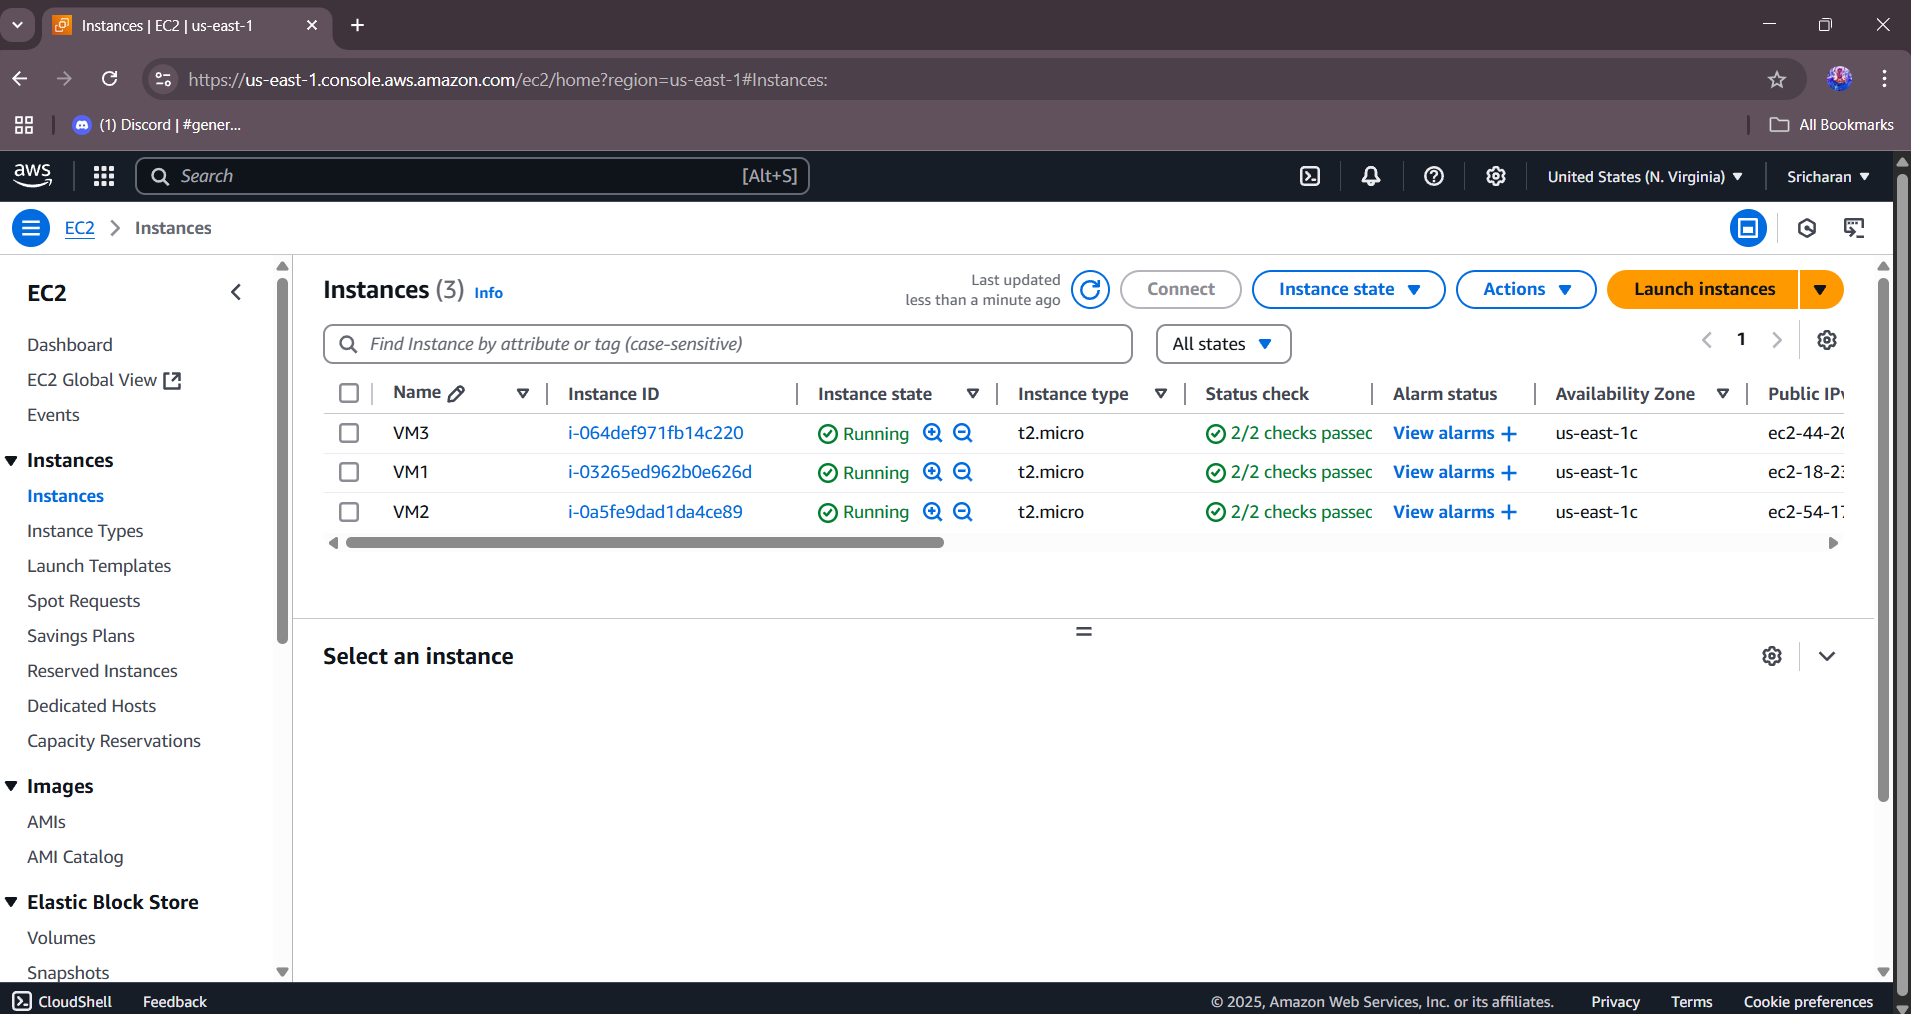 Instances | EC2 | us-east-1
https://us-east-1.console.aws.amazon.com/ec2/home?region=us-east-1#Instances:
(1) Discord | #gener...
All Bookmarks
aws
Search
[Alt+S]
United States (N. Virginia)
Sricharan
EC2
Instances
EC2
Dashboard
EC2 Global View
Events
Instances
Instances
Instance Types
Launch Templates
Spot Requests
Savings Plans
Reserved Instances
Dedicated Hosts
Capacity Reservations
Images
AMIs
AMI Catalog
Elastic Block Store
Volumes
Snapshots
Instances (3) Info
Last updated
less than a minute ago
Connect
Instance state
Actions
Launch instances
Find Instance by attribute or tag (case-sensitive)
All states
1
Name Instance ID Instance state Instance type Status check Alarm status Availability Zone Public IPv
VM3 i-064def971fb14c220 Running t2.micro 2/2 checks passed View alarms + us-east-1c ec2-44-20
VM1 i-03265ed962b0e626d Running t2.micro 2/2 checks passed View alarms + us-east-1c ec2-18-23
VM2 i-0a5fe9dad1da4ce89 Running t2.micro 2/2 checks passed View alarms + us-east-1c ec2-54-17
Select an instance
CloudShell
Feedback
© 2025, Amazon Web Services, Inc. or its affiliates.
Privacy
Terms
Cookie preferences